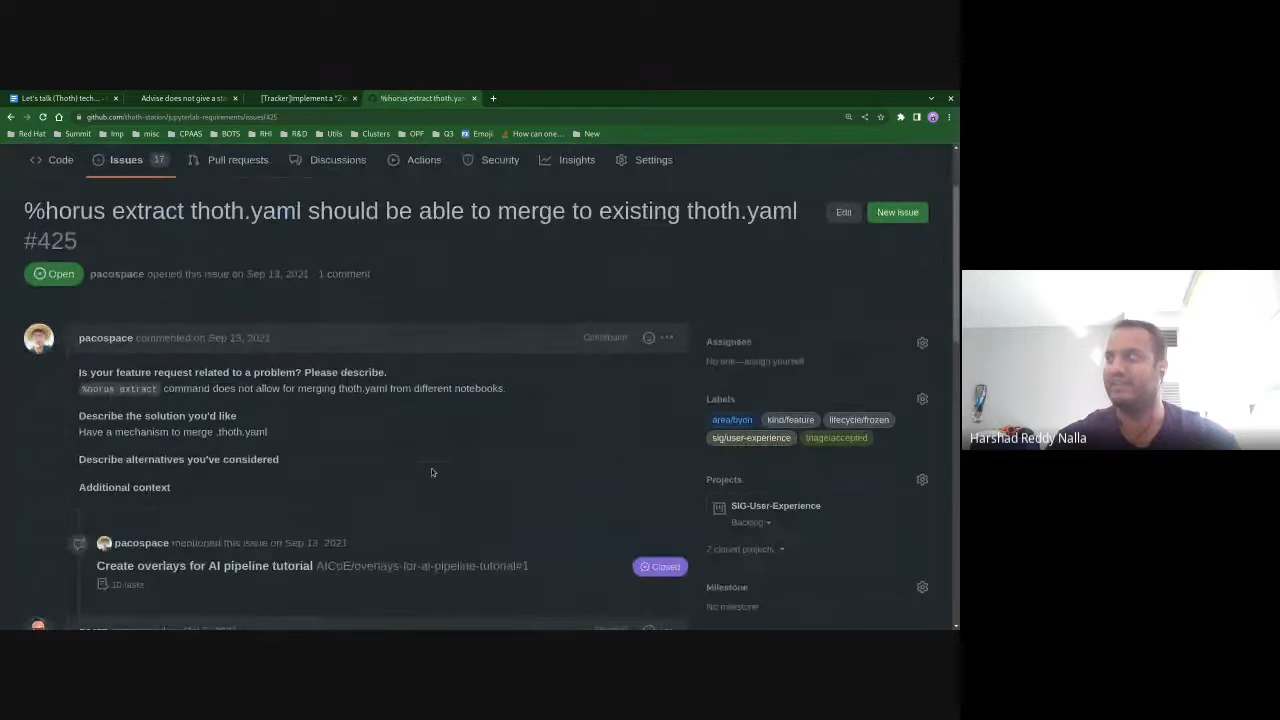 Let's talk (Thoth) tech...
Advise does not give a sta
[Tracker]Implement a "Ze
%horus extract thoth.yam
github.com/thoth-station/jupyterlab-requirements/issues/425
Red Hat
Summit
Imp
misc
CPAAS
BOTS
RHI
R&D
Utils
Clusters
OPF
Q3
Emoji
How can one...
New
Code
Issues 17
Pull requests
Discussions
Actions
Security
Insights
Settings
%horus extract thoth.yaml should be able to merge to existing thoth.yaml
#425
Edit
New issue
Open
pacospace opened this issue on Sep 13, 2021 · 1 comment
pacospace commented on Sep 13, 2021
Contributor
Is your feature request related to a problem? Please describe.
%horus extract command does not allow for merging thoth.yaml from different notebooks.
Describe the solution you'd like
Have a mechanism to merge .thoth.yaml
Describe alternatives you've considered
Additional context
pacospace mentioned this issue on Sep 13, 2021
Create overlays for AI pipeline tutorial AICoE/overlays-for-ai-pipeline-tutorial#1
Closed
10 tasks
Assignees
No one—assign yourself
Labels
area/byon
kind/feature
lifecycle/frozen
sig/user-experience
triage/accepted
Projects
SIG-User-Experience
Backlog
2 closed projects
Milestone
No milestone
Harshad Reddy Nalla